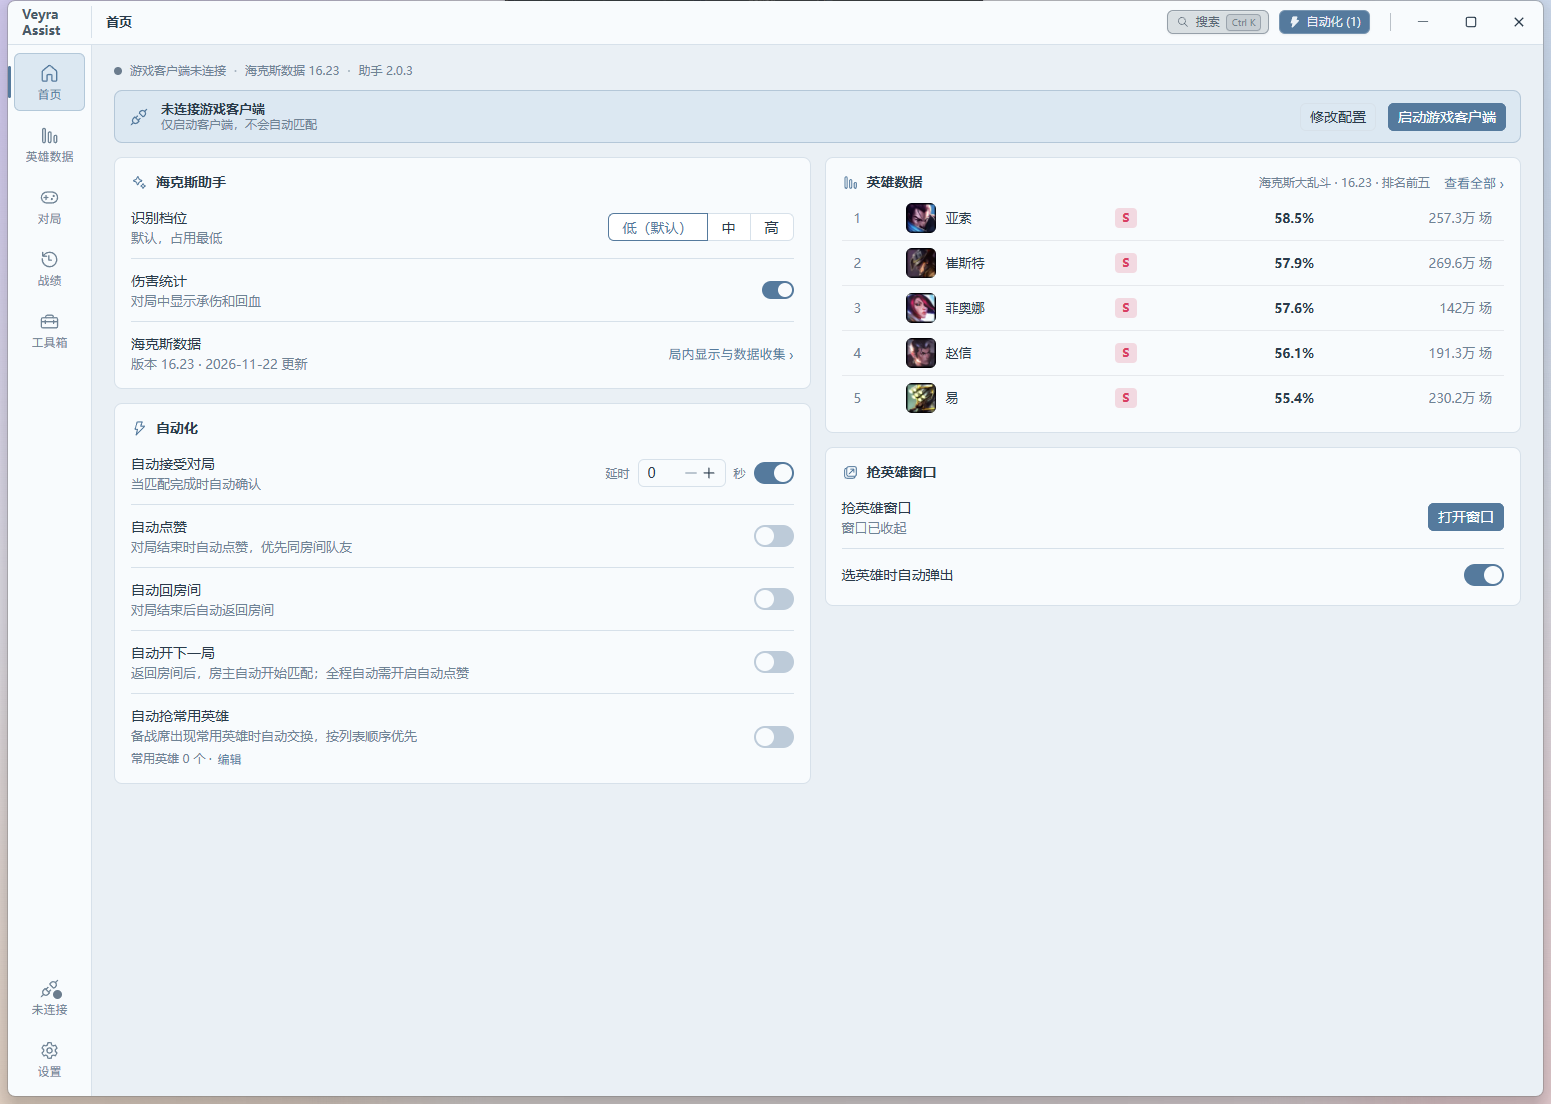 Veyra
Assist
首页
搜索 Ctrl K
自动化 (1)
首页
英雄数据
对局
战绩
工具箱
未连接
设置
游戏客户端未连接 · 海克斯数据 16.23 · 助手 2.0.3
未连接游戏客户端
仅启动客户端，不会自动匹配
修改配置
启动游戏客户端
海克斯助手
识别档位
默认，占用最低
低（默认） 中 高
伤害统计
对局中显示承伤和回血
海克斯数据
版本 16.23 · 2026-11-22 更新
局内显示与数据收集 ›
自动化
自动接受对局
当匹配完成时自动确认
延时 0 秒
自动点赞
对局结束时自动点赞，优先同房间队友
自动回房间
对局结束后自动返回房间
自动开下一局
返回房间后，房主自动开始匹配；全程自动需开启自动点赞
自动抢常用英雄
备战席出现常用英雄时自动交换，按列表顺序优先
常用英雄 0 个 · 编辑
英雄数据
海克斯大乱斗 · 16.23 · 排名前五 查看全部 ›
1 亚索 S 58.5% 257.3万 场
2 崔斯特 S 57.9% 269.6万 场
3 菲奥娜 S 57.6% 142万 场
4 赵信 S 56.1% 191.3万 场
5 易 S 55.4% 230.2万 场
抢英雄窗口
抢英雄窗口
窗口已收起
打开窗口
选英雄时自动弹出